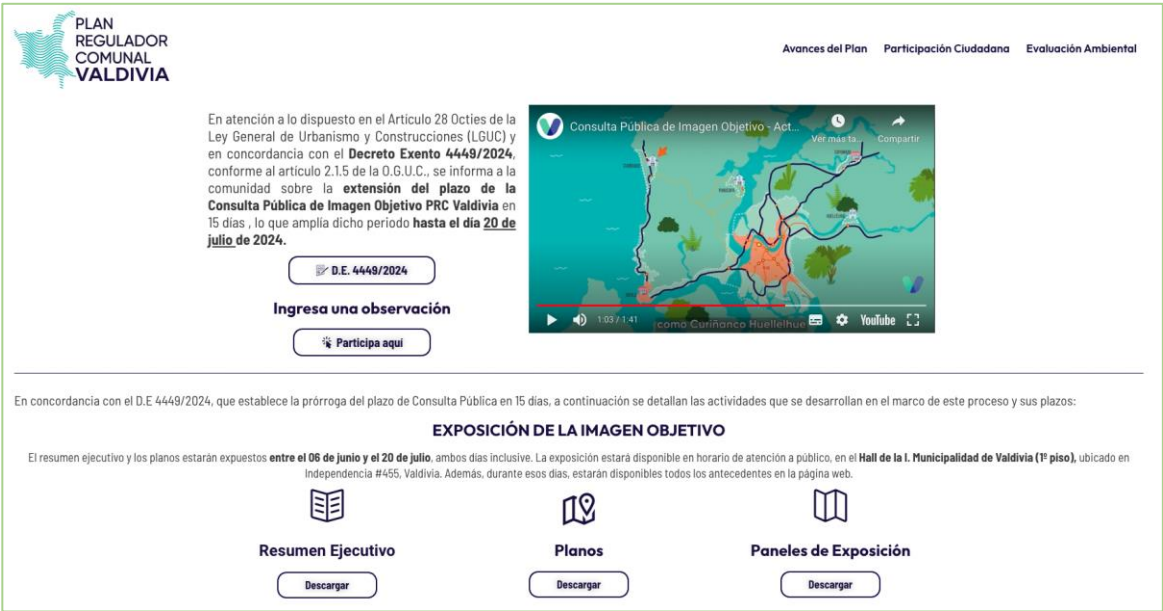 PLAN
REGULADOR
COMUNAL
VALDIVIA
Avances del Plan Participación Ciudadana Evaluación Ambiental
En atención a lo dispuesto en el Artículo 28 Octies de la
Ley General de Urbanismo y Construcciones (LGUC) y
en concordancia con el Decreto Exento 4449/2024,
conforme al artículo 2.1.5 de la O.G.U.C., se informa a la
comunidad sobre la extensión del plazo de la
Consulta Pública de Imagen Objetivo PRC Valdivia en
15 días , lo que amplía dicho periodo hasta el día 20 de
julio de 2024.
D.E. 4449/2024
Ingresa una observación
Participa aquí
Consulta Pública de Imagen Objetivo - Act...
Ver más ta...
Compartir
como Curiñanco Huellelhue
1:03 / 1:41
YouTube
En concordancia con el D.E 4449/2024, que establece la prórroga del plazo de Consulta Pública en 15 días, a continuación se detallan las actividades que se desarrollan en el marco de este proceso y sus plazos:
EXPOSICIÓN DE LA IMAGEN OBJETIVO
El resumen ejecutivo y los planos estarán expuestos entre el 06 de junio y el 20 de julio, ambos días inclusive. La exposición estará disponible en horario de atención a público, en el Hall de la I. Municipalidad de Valdivia (1º piso), ubicado en
Independencia #455, Valdivia. Además, durante esos días, estarán disponibles todos los antecedentes en la página web.
Resumen Ejecutivo
Descargar
Planos
Descargar
Paneles de Exposición
Descargar